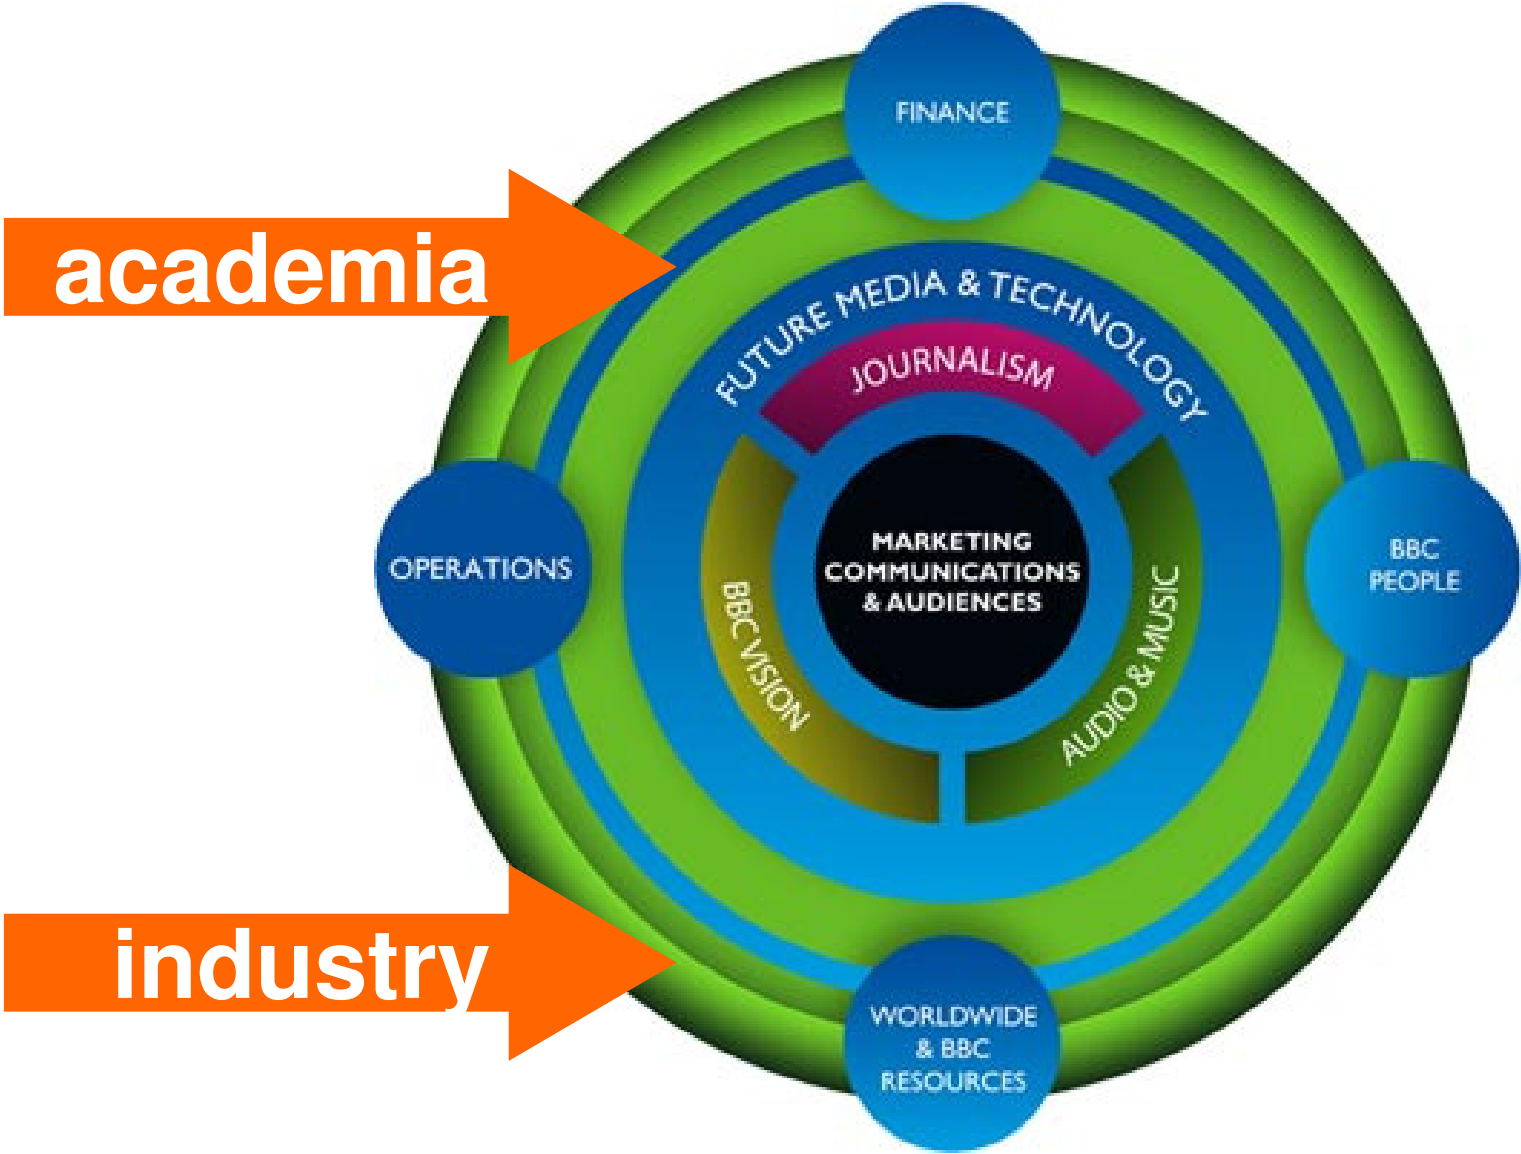 FINANCE
academia
FUTURE MEDIA & TECHNOLOGY
JOURNALISM
OPERATIONS
MARKETING
COMMUNICATIONS
& AUDIENCES
BBC
PEOPLE
BBC VISION
AUDIO & MUSIC
industry
WORLDWIDE
& BBC
RESOURCES